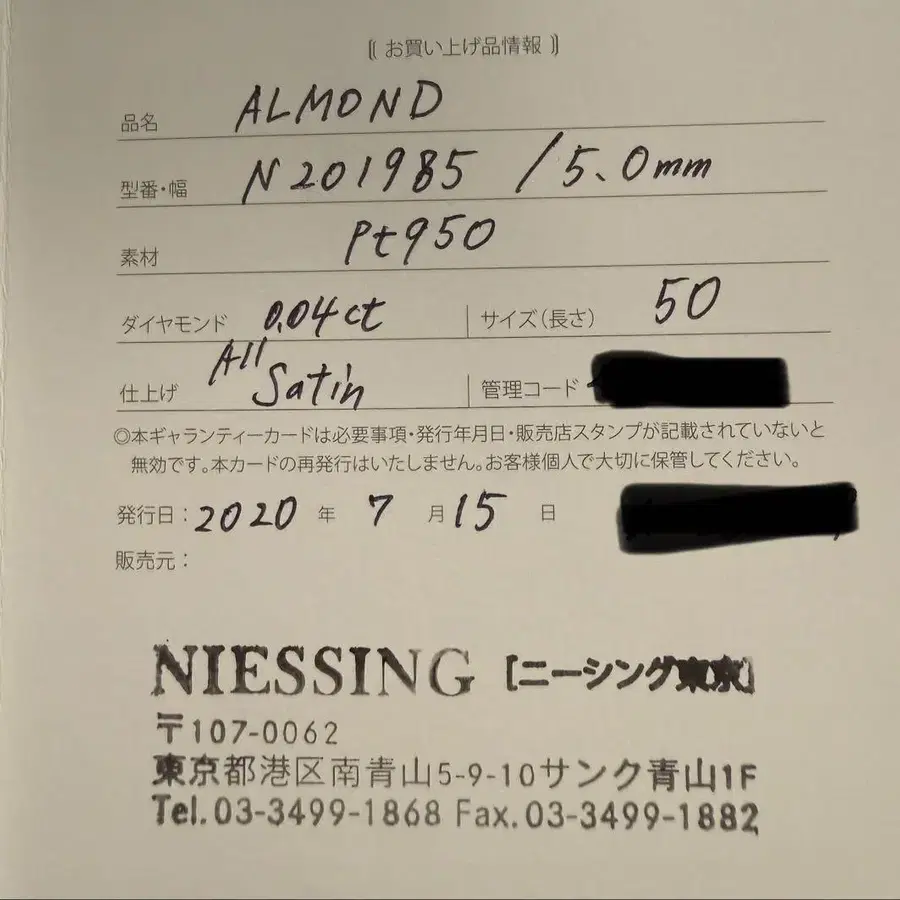 〘 お買い上げ品情報 〙
品名 ALMOND
型番・幅 N201985 /5.0mm
素材 Pt950
ダイヤモンド 0.04ct サイズ(長さ) 50
仕上げ All Satin 管理コード
◎本ギャランティーカードは必要事項・発行年月日・販売店スタンプが記載されていないと
無効です。本カードの再発行はいたしません。お客様個人で大切に保管してください。
発行日:2020 年 7 月 15 日
販売元:
NIESSING [ニーシング東京]
〒107-0062
東京都港区南青山5-9-10サンク青山1F
Tel. 03-3499-1868 Fax. 03-3499-1882